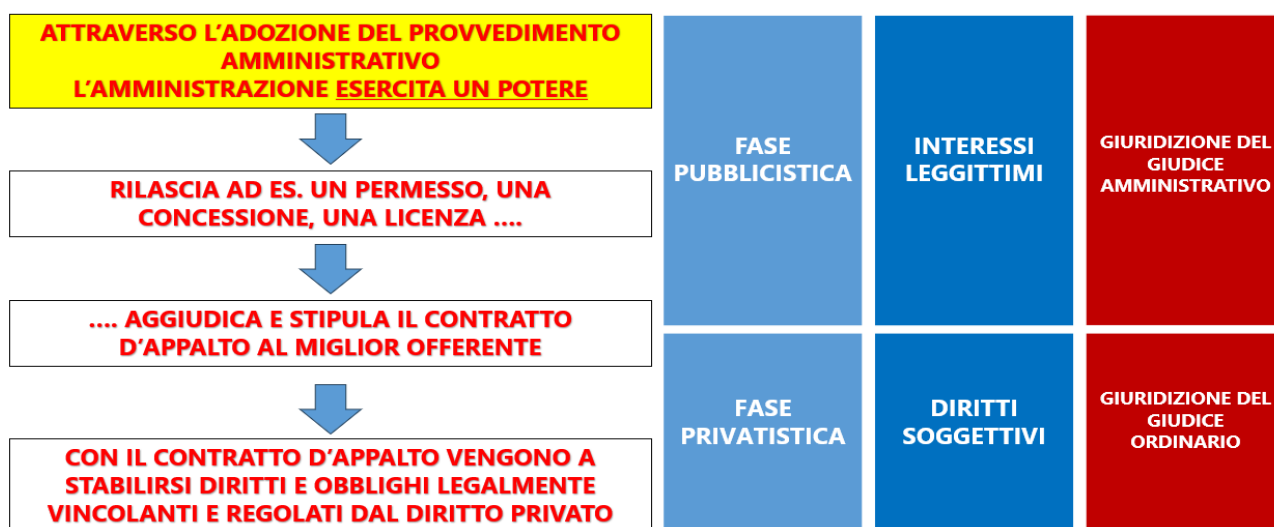 ATTRAVERSO L'ADOZIONE DEL PROVVEDIMENTO
AMMINISTRATIVO
L'AMMINISTRAZIONE ESERCITA UN POTERE
RILASCIA AD ES. UN PERMESSO, UNA
CONCESSIONE, UNA LICENZA ....
.... AGGIUDICA E STIPULA IL CONTRATTO
D'APPALTO AL MIGLIOR OFFERENTE
CON IL CONTRATTO D'APPALTO VENGONO A
STABILIRSI DIRITTI E OBBLIGHI LEGALMENTE
VINCOLANTI E REGOLATI DAL DIRITTO PRIVATO
FASE
PUBBLICISTICA
INTERESSI
LEGGITTIMI
GIURIDIZIONE DEL
GIUDICE
AMMINISTRATIVO
FASE
PRIVATISTICA
DIRITTI
SOGGETTIVI
GIURIDIZIONE DEL
GIUDICE
ORDINARIO